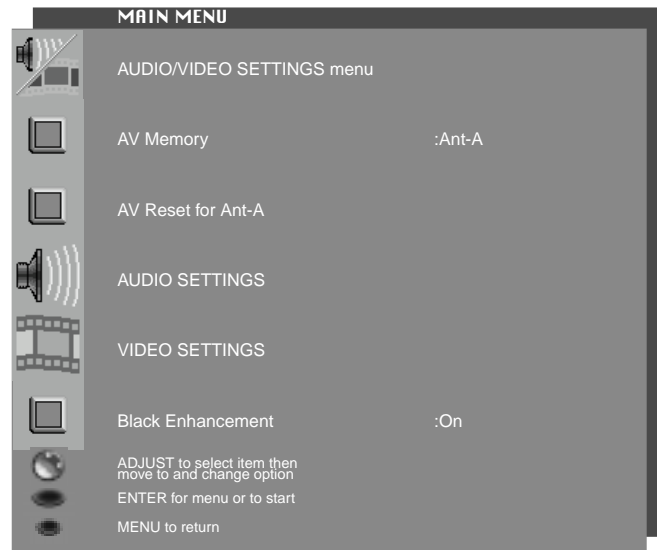 MAIN MENU
AUDIO/VIDEO SETTINGS menu
AV Memory :Ant-A
AV Reset for Ant-A
AUDIO SETTINGS
VIDEO SETTINGS
Black Enhancement :On
ADJUST to select item then
move to and change option
ENTER for menu or to start
MENU to return